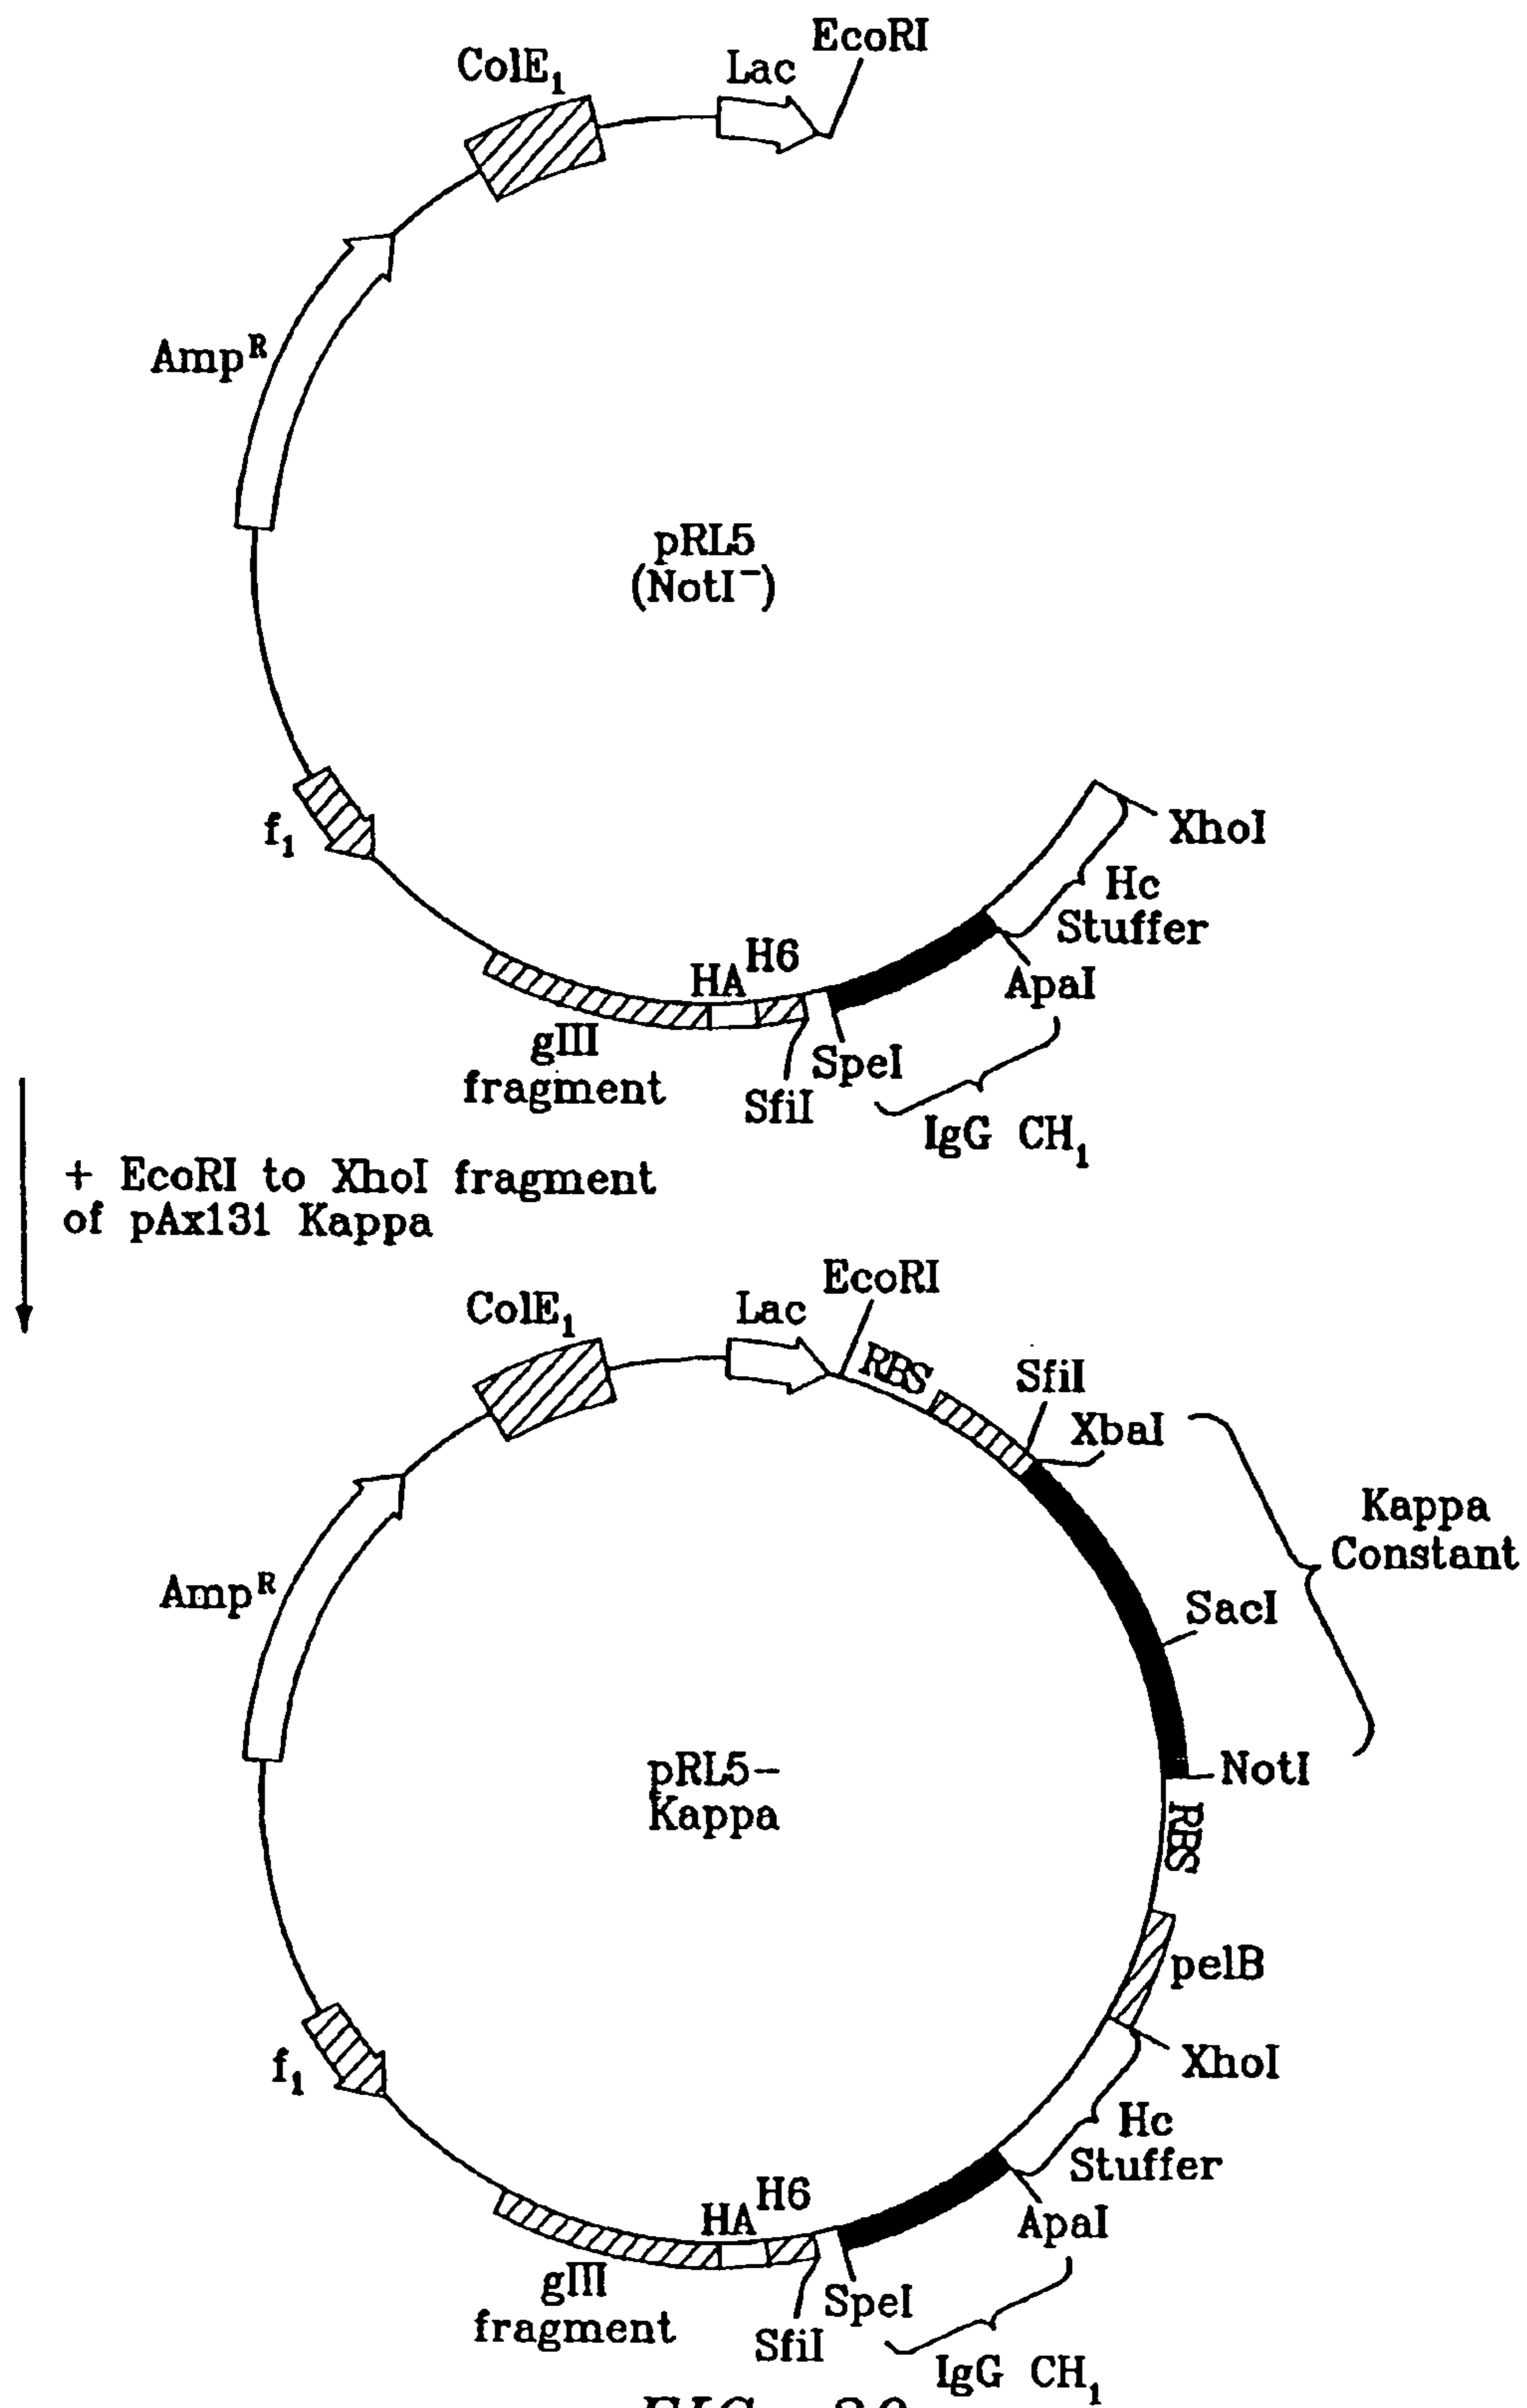 EcoRI
ColE1
Lac
AmpR
pRL5
(NotI−)
XhoI
f1
Hc
Stuffer
H6
HA
ApaI
gIII
fragment
SpeI
SfiI
IgG CH1
+ EcoRI to XhoI fragment
of pAx131 Kappa
EcoRI
ColE1
Lac
RBS
SfiI
XbaI
Kappa
Constant
AmpR
SacI
pRL5−
Kappa
NotI
RBS
pelB
XhoI
f1
Hc
Stuffer
H6
HA
ApaI
gIII
fragment
SpeI
SfiI
IgG CH1